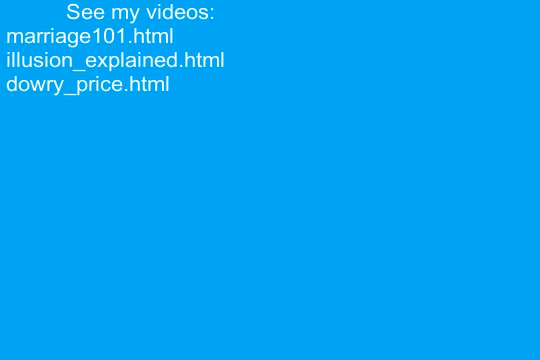 See my videos:
marriage101.html
illusion_explained.html
dowry_price.html